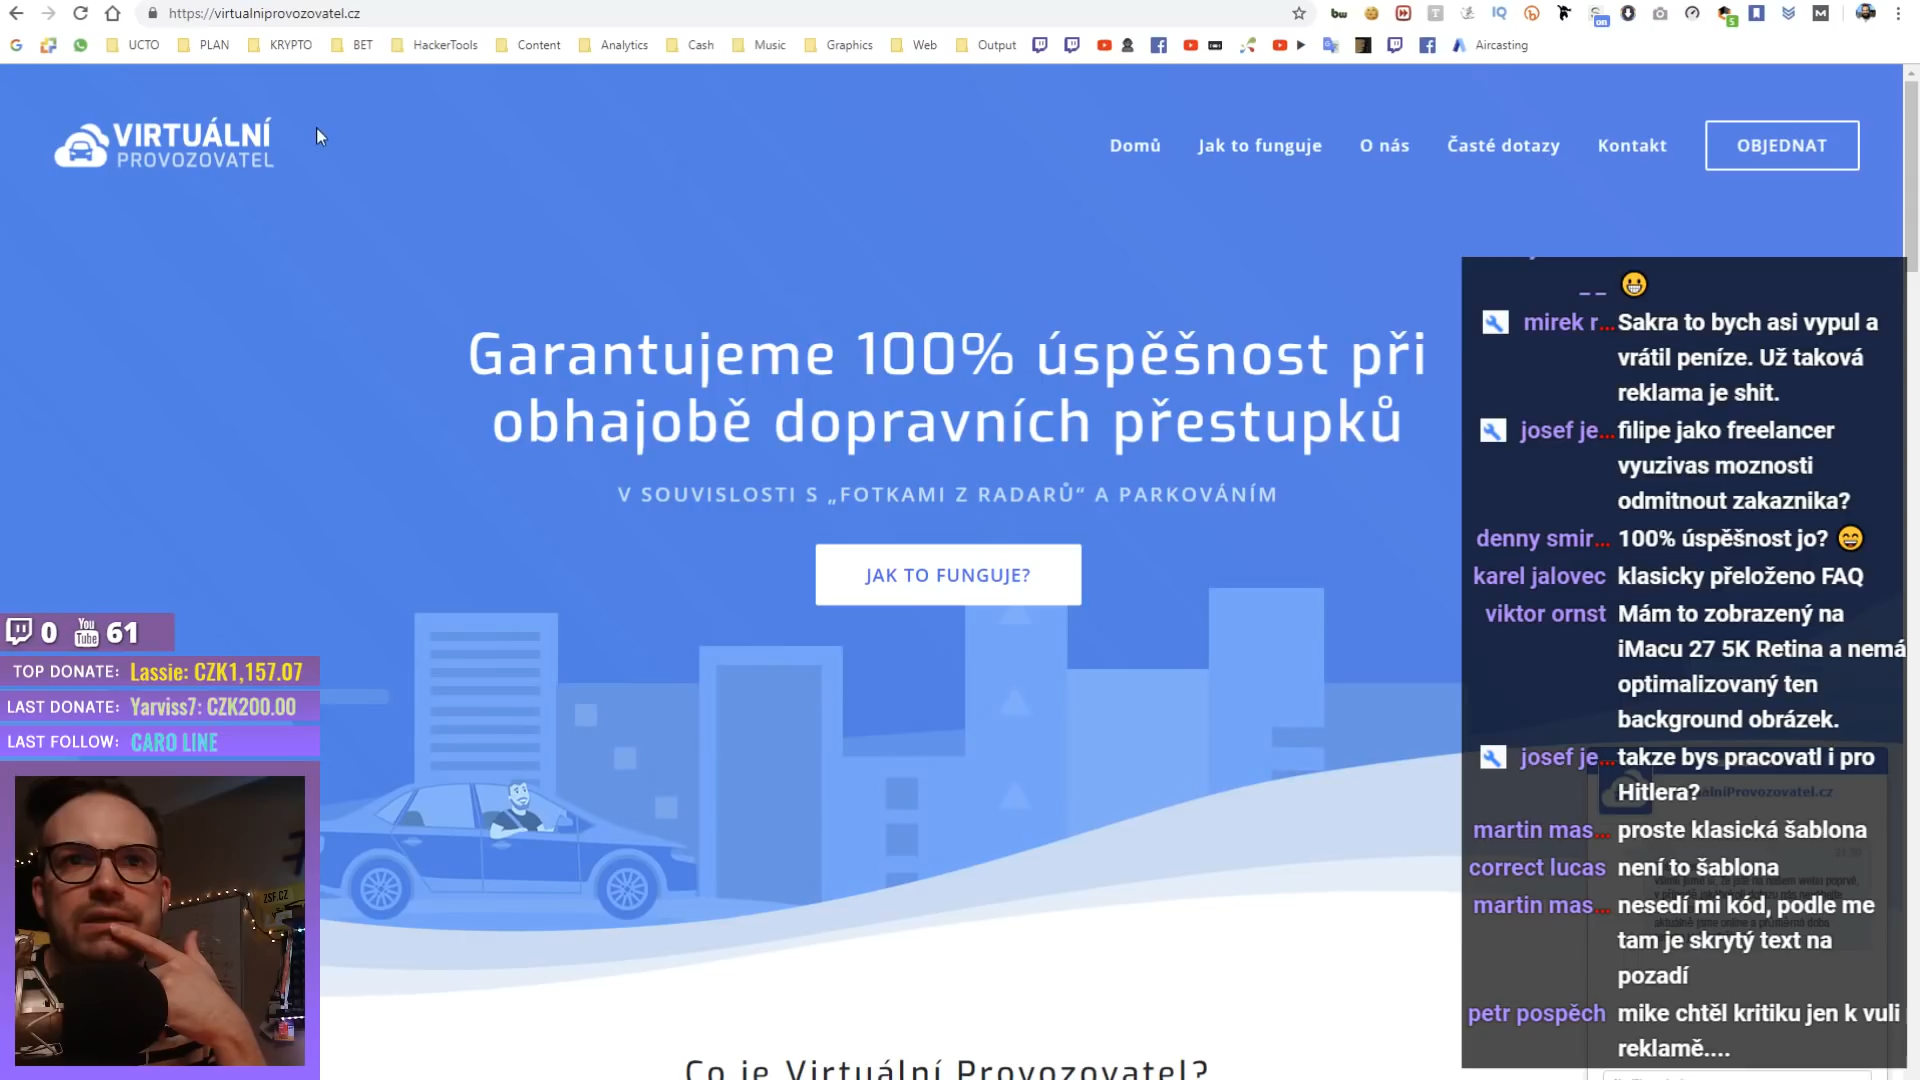 https://virtualniprovozovatel.cz
UCTO PLAN KRYPTO BET HackerTools Content Analytics Cash Music Graphics Web Output Aircasting
VIRTUÁLNÍ
PROVOZOVATEL
Domů Jak to funguje O nás Časté dotazy Kontakt OBJEDNAT
Garantujeme 100% úspěšnost při
obhajobě dopravních přestupků
V SOUVISLOSTI S „FOTKAMI Z RADARŮ“ A PARKOVÁNÍM
JAK TO FUNGUJE?
Co je Virtuální Provozovatel?
0 You Tube 61
TOP DONATE: Lassie: CZK1,157.07
LAST DONATE: Yarviss7: CZK200.00
LAST FOLLOW: CARO LINE
ZSF.CZ
mirek r... Sakra to bych asi vypul a
vrátil peníze. Už taková
reklama je shit.
josef je... filipe jako freelancer
vyuzivas moznosti
odmitnout zakaznika?
denny smir... 100% úspěšnost jo?
karel jalovec klasicky přeloženo FAQ
viktor ornst Mám to zobrazený na
iMacu 27 5K Retina a nemá
optimalizovaný ten
background obrázek.
josef je... takze bys pracovatl i pro
Hitlera?
martin mas... proste klasická šablona
correct lucas není to šablona
martin mas... nesedí mi kód, podle me
tam je skrytý text na
pozadí
petr pospěch mike chtěl kritiku jen k vuli
reklamě....